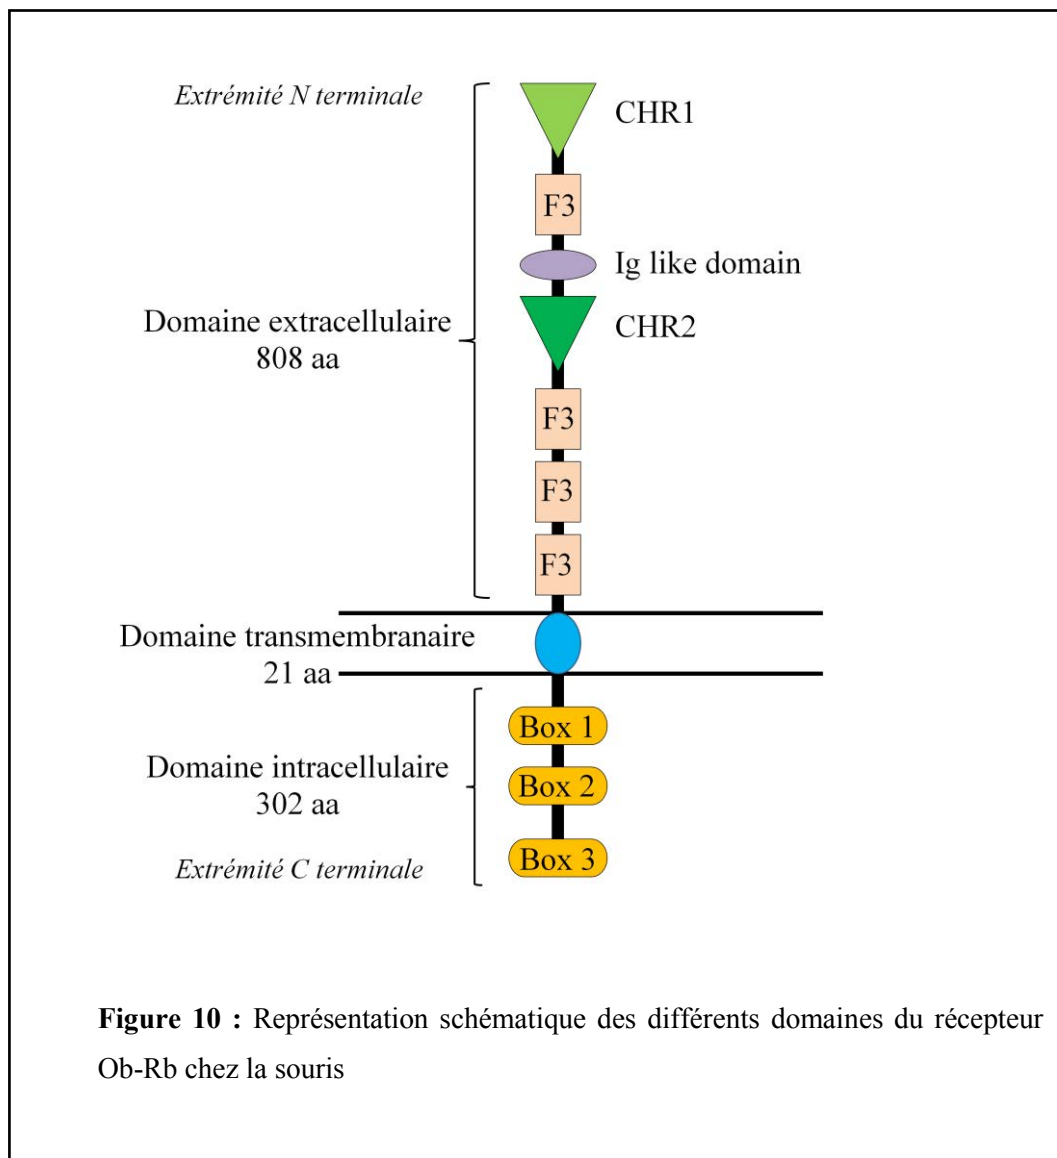 Extrémité N terminale
CHR1
F3
Ig like domain
Domaine extracellulaire
808 aa
CHR2
F3
F3
F3
Domaine transmembranaire
21 aa
Box 1
Domaine intracellulaire
302 aa
Box 2
Box 3
Extrémité C terminale
Figure 10 : Représentation schématique des différents domaines du récepteur
Ob-Rb chez la souris